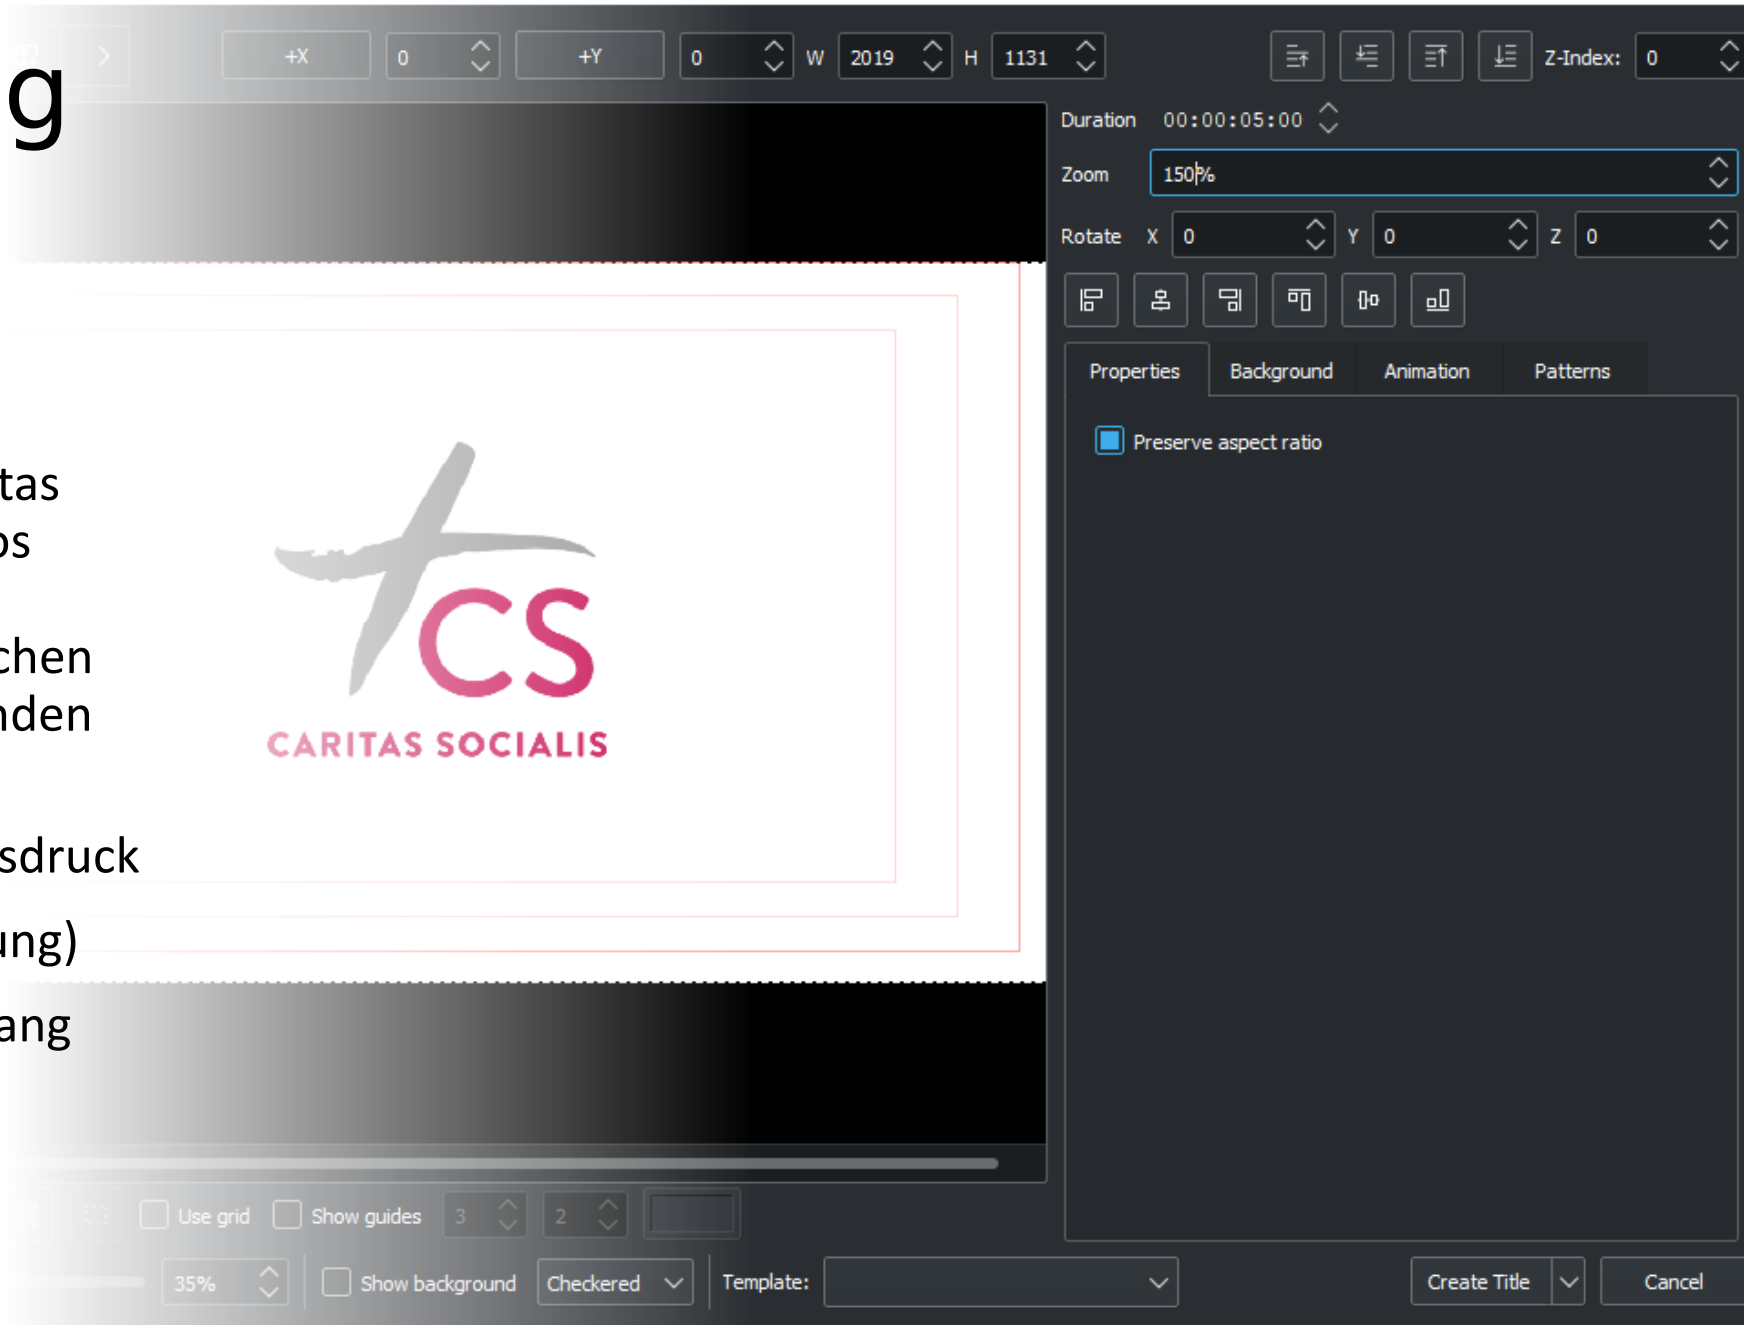 g
+X 0 +Y 0 W 2019 H 1131 Z-Index: 0
Duration 00:00:05:00
Zoom 150%
Rotate X 0 Y 0 Z 0
Properties Background Animation Patterns
Preserve aspect ratio
tas
os
chen
nden
sdruck
ung)
ang
CS
CARITAS SOCIALIS
Use grid Show guides 3 2
35% Show background Checkered Template: Create Title Cancel